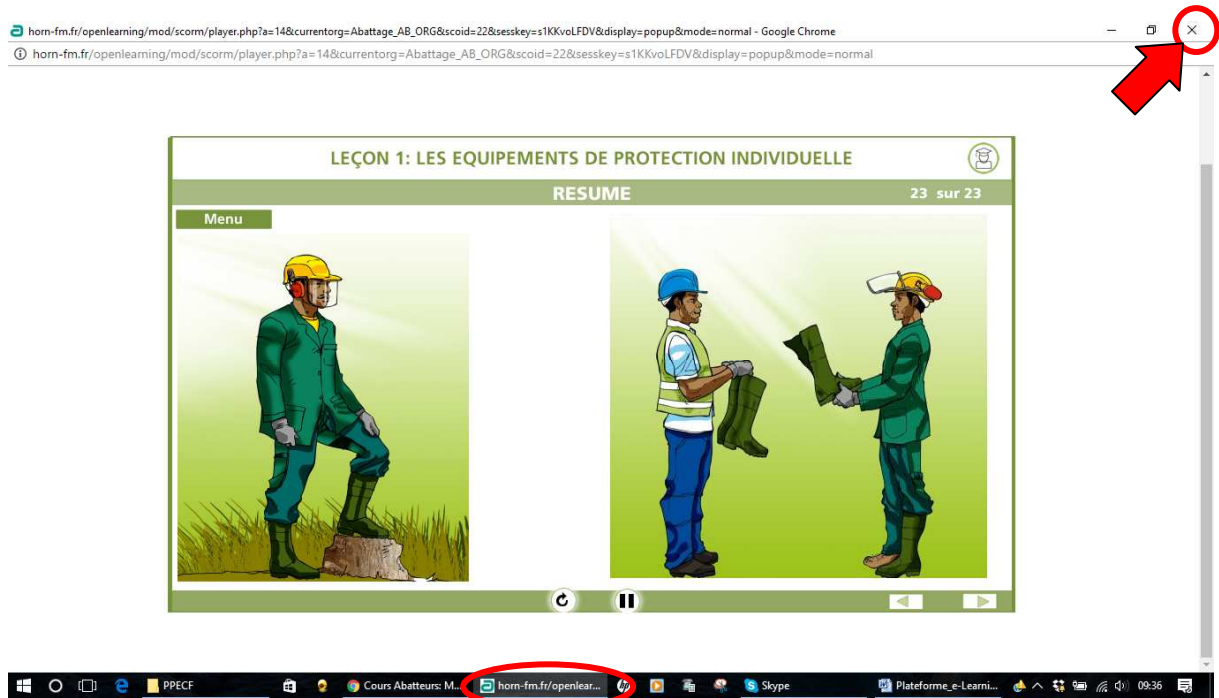 horn-fm.fr/openlearning/mod/scorm/player.php?a=14&currentorg=Abattage_AB_ORG&scoid=22&sesskey=s1KKvoLFDV&display=popup&mode=normal - Google Chrome
horn-fm.fr/openlearning/mod/scorm/player.php?a=14&currentorg=Abattage_AB_ORG&scoid=22&sesskey=s1KKvoLFDV&display=popup&mode=normal
LEÇON 1: LES EQUIPEMENTS DE PROTECTION INDIVIDUELLE
RESUME
23 sur 23
Menu
PPECF
Cours Abatteurs: M...
horn-fm.fr/openlear...
Skype
Plateforme_e-Learni...
09:36